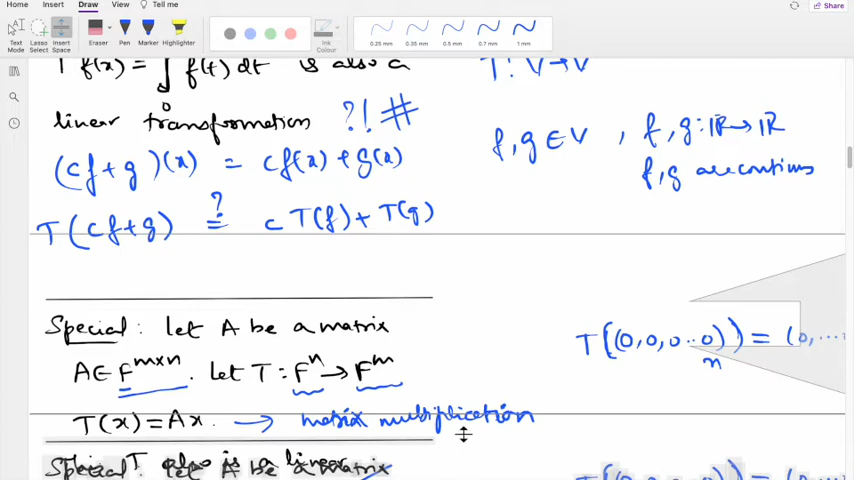 Home Insert Draw View Tell me Share
Text Mode Lasso Select Insert Space Eraser Pen Marker Highlighter Ink Colour 0.25 mm 0.35 mm 0.5 mm 0.7 mm 1 mm
T f(x) = ∫ f(t) dt is also a
0
linear transformation ?! #
(cf+g)(x) = cf(x)+g(x)
T(cf+g) ?= cT(f)+T(g)
T: V→V
f,g ∈ V , f,g: ℝ→ℝ
f,g are continuous
Special: let A be a matrix
A ∈ F^{m×n}. let T: F^n → F^m
T(x) = Ax. → matrix multiplication
T((0,0,0..0)) = (0,...
n